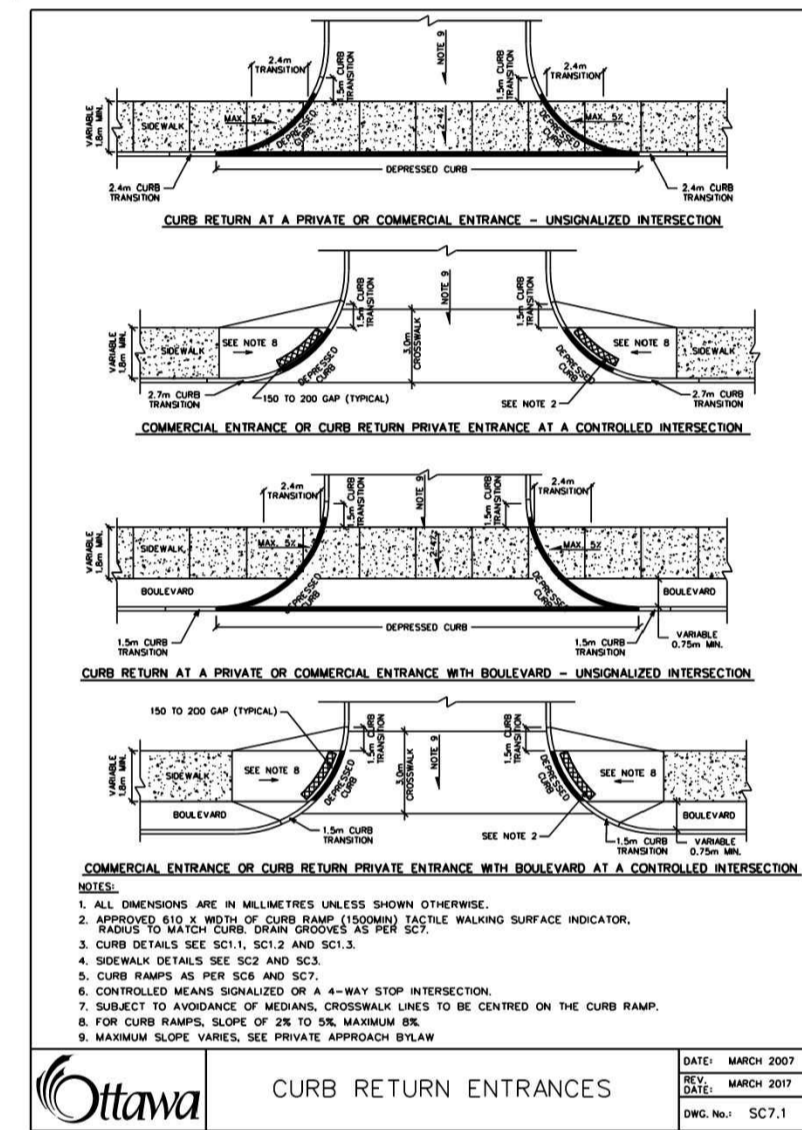 2.4m
TRANSITION
1.5m CURB
TRANSITION
NOTE 9
1.5m CURB
TRANSITION
2.4m
TRANSITION
VARIABLE
1.8m MIN.
SIDEWALK
MAX. 5%
DEPRESSED
CURB
2-4%
DEPRESSED
CURB
MAX. 5%
DEPRESSED CURB
2.4m CURB
TRANSITION
2.4m CURB
TRANSITION
CURB RETURN AT A PRIVATE OR COMMERCIAL ENTRANCE - UNSIGNALIZED INTERSECTION
NOTE 9
1.5m CURB
TRANSITION
1.5m CURB
TRANSITION
VARIABLE
1.8m MIN.
SIDEWALK
SEE NOTE 8
DEPRESSED
CURB
3.0m
CROSSWALK
DEPRESSED
CURB
SEE NOTE 8
SIDEWALK
2.7m CURB
TRANSITION
150 TO 200 GAP (TYPICAL)
SEE NOTE 2
2.7m CURB
TRANSITION
COMMERCIAL ENTRANCE OR CURB RETURN PRIVATE ENTRANCE AT A CONTROLLED INTERSECTION
2.4m
TRANSITION
1.5m CURB
TRANSITION
NOTE 9
1.5m CURB
TRANSITION
2.4m
TRANSITION
VARIABLE
1.8m MIN.
SIDEWALK
MAX. 5%
2-4%
MAX. 5%
BOULEVARD
DEPRESSED
CURB
DEPRESSED
CURB
BOULEVARD
DEPRESSED CURB
1.5m CURB
TRANSITION
1.5m CURB
TRANSITION
VARIABLE
0.75m MIN.
CURB RETURN AT A PRIVATE OR COMMERCIAL ENTRANCE WITH BOULEVARD - UNSIGNALIZED INTERSECTION
150 TO 200 GAP (TYPICAL)
1.5m CURB
TRANSITION
NOTE 9
1.5m CURB
TRANSITION
VARIABLE
1.8m MIN.
SIDEWALK
SEE NOTE 8
DEPRESSED
CURB
3.0m
CROSSWALK
DEPRESSED
CURB
SEE NOTE 8
BOULEVARD
BOULEVARD
1.5m CURB
TRANSITION
SEE NOTE 2
1.5m CURB
TRANSITION
VARIABLE
0.75m MIN.
COMMERCIAL ENTRANCE OR CURB RETURN PRIVATE ENTRANCE WITH BOULEVARD AT A CONTROLLED INTERSECTION
NOTES:
1. ALL DIMENSIONS ARE IN MILLIMETRES UNLESS SHOWN OTHERWISE.
2. APPROVED 610 X WIDTH OF CURB RAMP (1500MIN) TACTILE WALKING SURFACE INDICATOR,
RADIUS TO MATCH CURB. DRAIN GROOVES AS PER SC7.
3. CURB DETAILS SEE SC1.1, SC1.2 AND SC1.3.
4. SIDEWALK DETAILS SEE SC2 AND SC3.
5. CURB RAMPS AS PER SC6 AND SC7.
6. CONTROLLED MEANS SIGNALIZED OR A 4-WAY STOP INTERSECTION.
7. SUBJECT TO AVOIDANCE OF MEDIANS, CROSSWALK LINES TO BE CENTRED ON THE CURB RAMP.
8. FOR CURB RAMPS, SLOPE OF 2% TO 5%, MAXIMUM 8%.
9. MAXIMUM SLOPE VARIES, SEE PRIVATE APPROACH BYLAW
Ottawa
CURB RETURN ENTRANCES
DATE: MARCH 2007
REV. DATE: MARCH 2017
DWG. No.: SC7.1